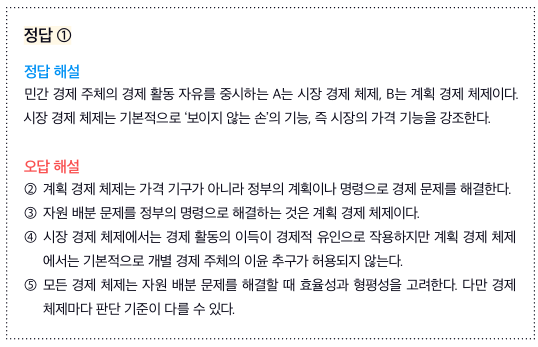 정답 ①
정답 해설
민간 경제 주체의 경제 활동 자유를 중시하는 A는 시장 경제 체제, B는 계획 경제 체제이다.
시장 경제 체제는 기본적으로 '보이지 않는 손'의 기능, 즉 시장의 가격 기능을 강조한다.
오답 해설
② 계획 경제 체제는 가격 기구가 아니라 정부의 계획이나 명령으로 경제 문제를 해결한다.
③ 자원 배분 문제를 정부의 명령으로 해결하는 것은 계획 경제 체제이다.
④ 시장 경제 체제에서는 경제 활동의 이득이 경제적 유인으로 작용하지만 계획 경제 체제
에서는 기본적으로 개별 경제 주체의 이윤 추구가 허용되지 않는다.
⑤ 모든 경제 체제는 자원 배분 문제를 해결할 때 효율성과 형평성을 고려한다. 다만 경제
체제마다 판단 기준이 다를 수 있다.